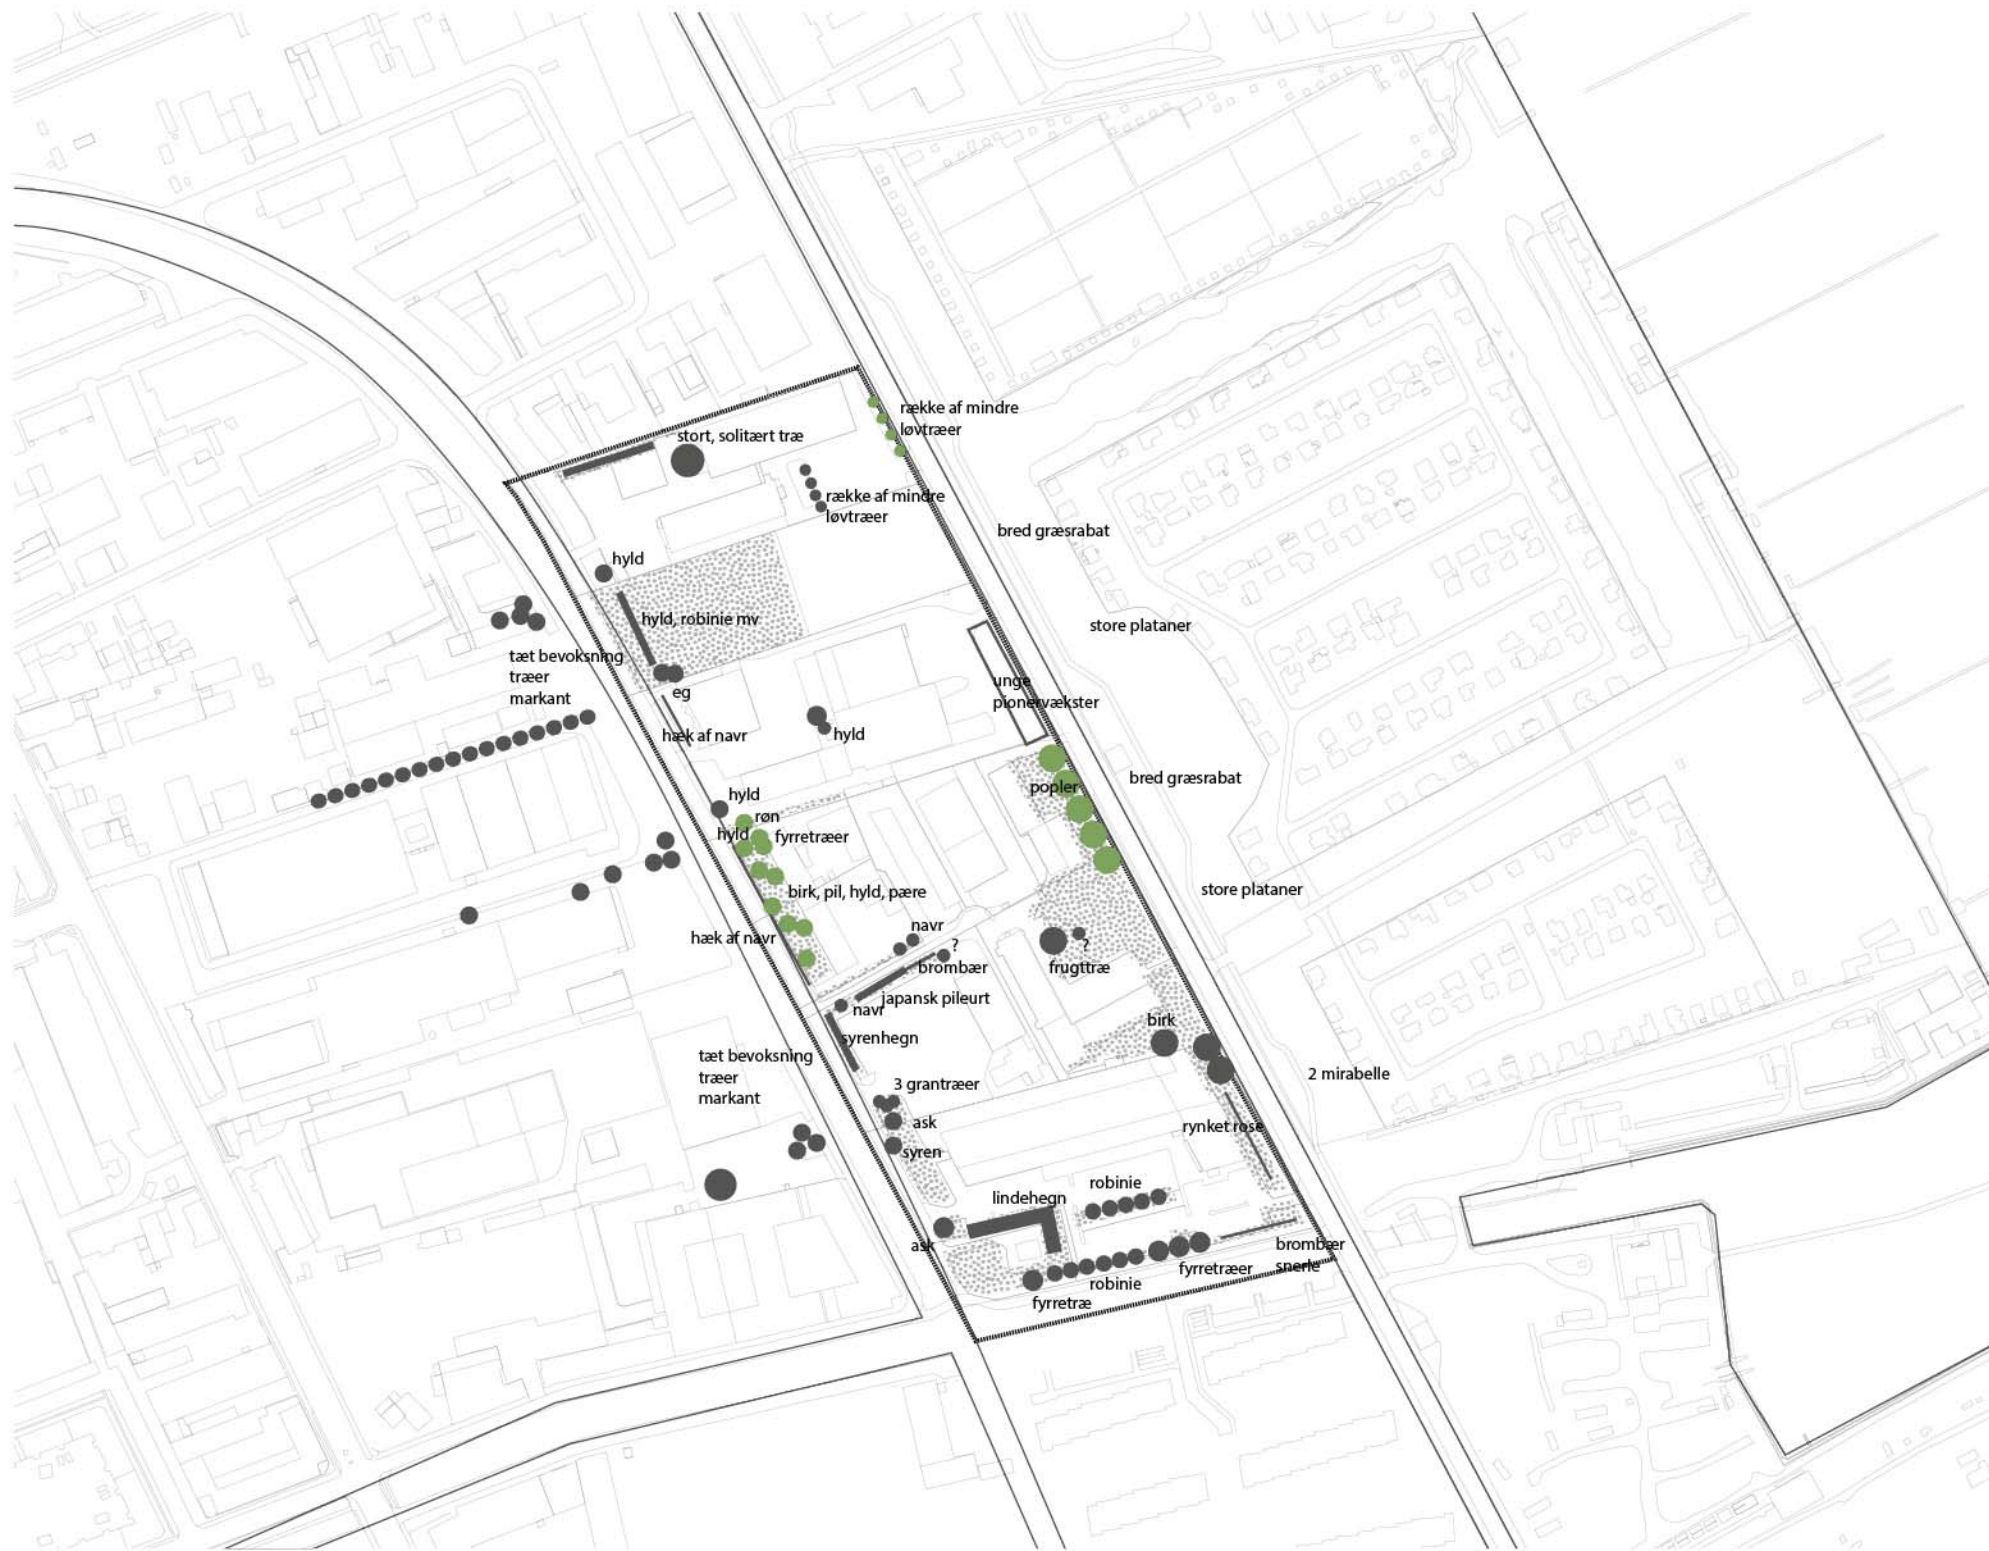 række af mindre
løvtræer
stort, solitært træ
række af mindre
løvtræer
bred græsrabat
hyld
hyld, robinie mv
store plataner
tæt bevoksning
træer
markant
eg
unge
pionervækster
hæk af navr
hyld
bred græsrabat
popler
hyld
røn
hyld
fyrretræer
birk, pil, hyld, pære
store plataner
hæk af navr
navr
?
brombær
?
frugttræ
japansk pileurt
navr
syrenhegn
birk
tæt bevoksning
træer
markant
2 mirabelle
3 grantræer
ask
syren
rynket rose
robinie
lindehegn
ask
brombær
snerle
fyrretræer
robinie
fyrretræ